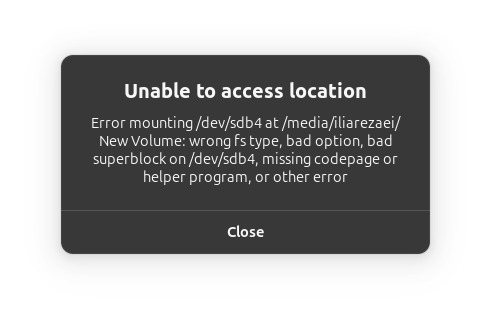 Unable to access location
Error mounting /dev/sdb4 at /media/iliarezaei/
New Volume: wrong fs type, bad option, bad
superblock on /dev/sdb4, missing codepage or
helper program, or other error
Close